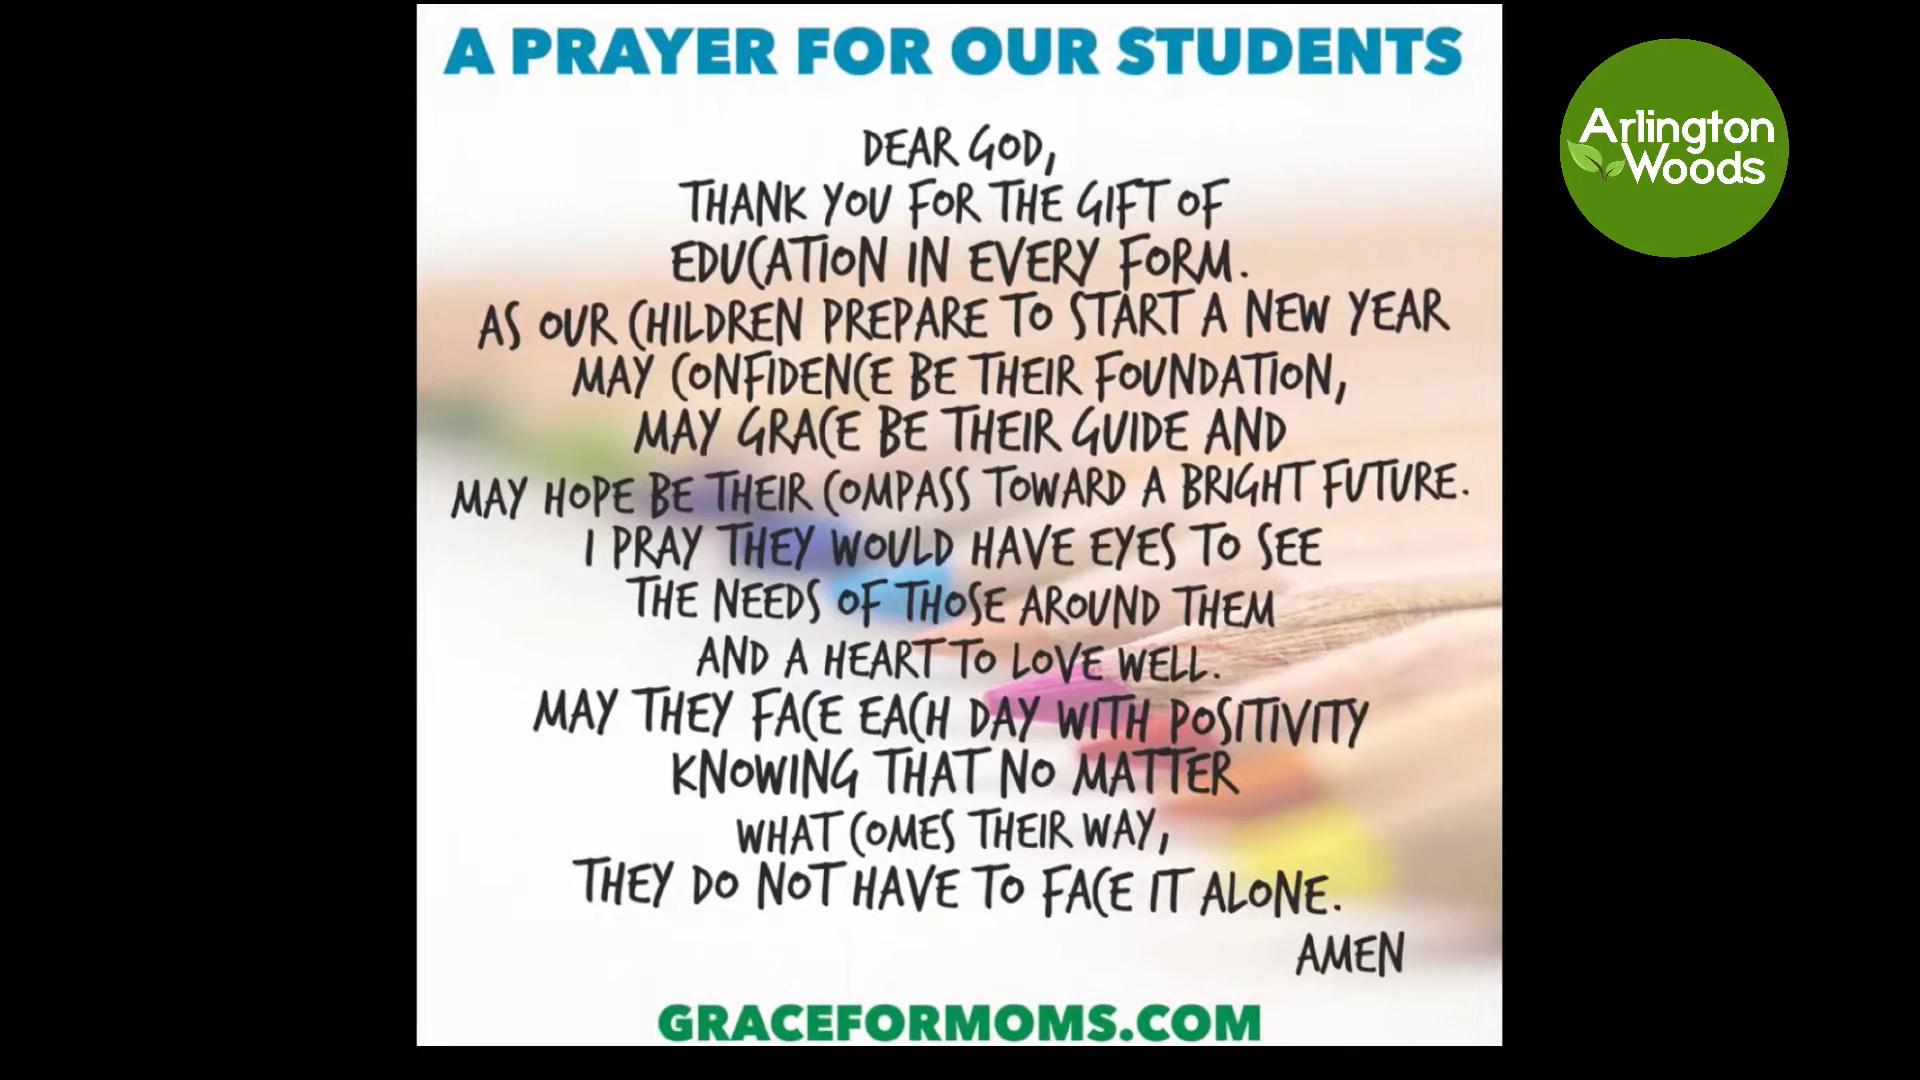 A PRAYER FOR OUR STUDENTS
DEAR GOD,
THANK YOU FOR THE GIFT OF
EDUCATION IN EVERY FORM.
AS OUR CHILDREN PREPARE TO START A NEW YEAR
MAY CONFIDENCE BE THEIR FOUNDATION,
MAY GRACE BE THEIR GUIDE AND
MAY HOPE BE THEIR COMPASS TOWARD A BRIGHT FUTURE.
I PRAY THEY WOULD HAVE EYES TO SEE
THE NEEDS OF THOSE AROUND THEM
AND A HEART TO LOVE WELL.
MAY THEY FACE EACH DAY WITH POSITIVITY
KNOWING THAT NO MATTER
WHAT COMES THEIR WAY,
THEY DO NOT HAVE TO FACE IT ALONE.
AMEN
GRACEFORMOMS.COM
Arlington
Woods